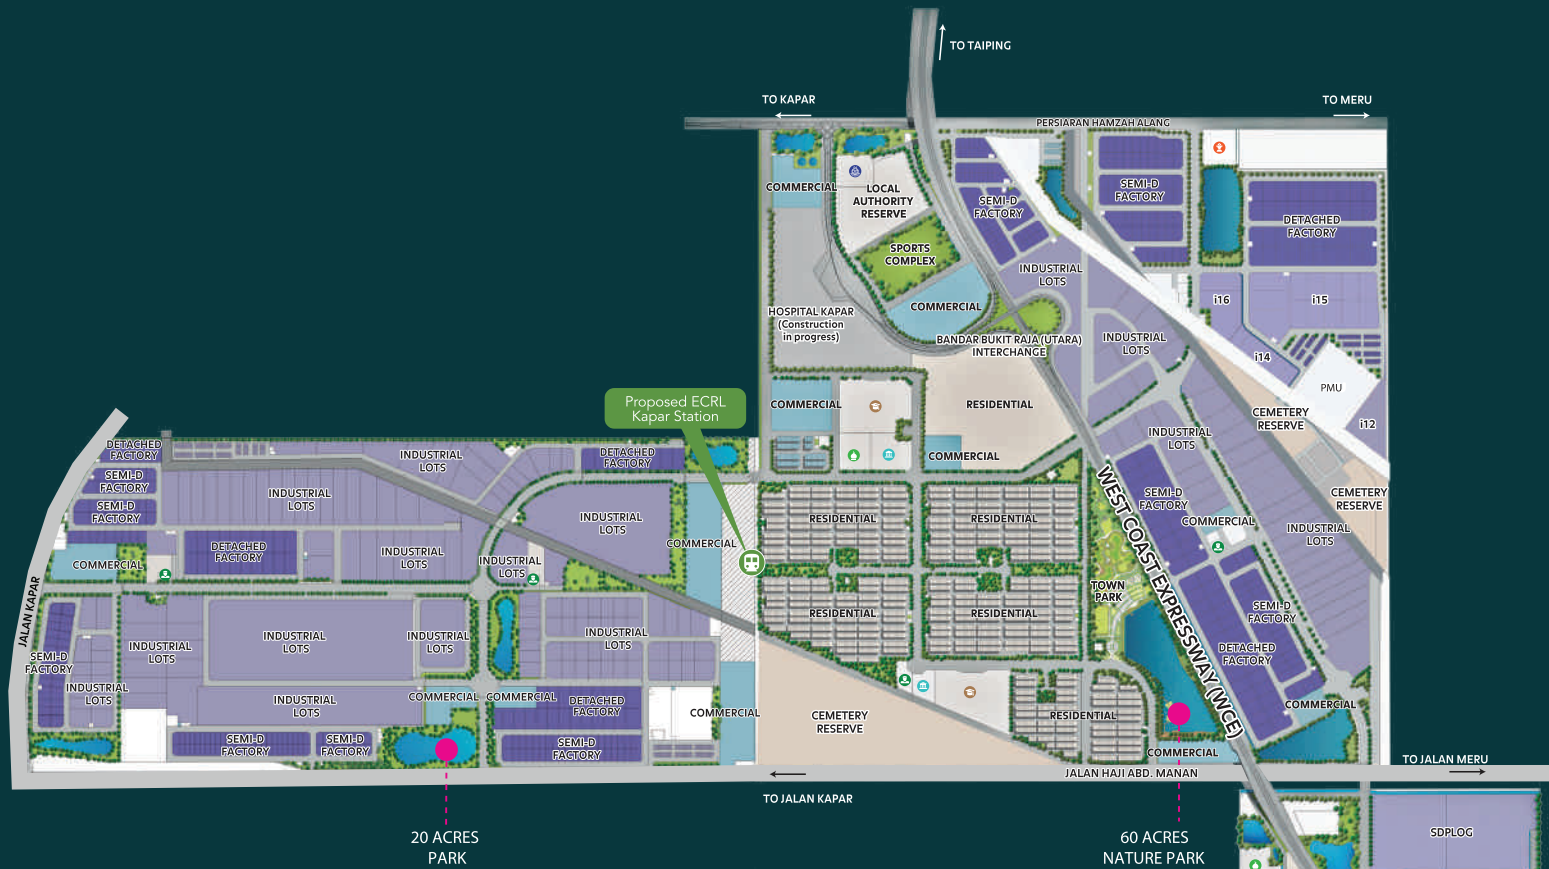 TO TAIPING
TO KAPAR
TO MERU
PERSIARAN HAMZAH ALANG
COMMERCIAL
LOCAL
AUTHORITY
RESERVE
SEMI-D
FACTORY
SEMI-D
FACTORY
DETACHED
FACTORY
SPORTS
COMPLEX
INDUSTRIAL
LOTS
COMMERCIAL
i16
i15
HOSPITAL KAPAR
(Construction
in progress)
BANDAR BUKIT RAJA (UTARA)
INTERCHANGE
INDUSTRIAL
LOTS
i14
PMU
Proposed ECRL
Kapar Station
COMMERCIAL
RESIDENTIAL
CEMETERY
RESERVE
i12
INDUSTRIAL
LOTS
COMMERCIAL
DETACHED
FACTORY
INDUSTRIAL
LOTS
DETACHED
FACTORY
SEMI-D
FACTORY
SEMI-D
FACTORY
INDUSTRIAL
LOTS
INDUSTRIAL
LOTS
RESIDENTIAL
RESIDENTIAL
WEST COAST EXPRESSWAY (WCE)
SEMI-D
FACTORY
COMMERCIAL
CEMETERY
RESERVE
INDUSTRIAL
LOTS
COMMERCIAL
DETACHED
FACTORY
INDUSTRIAL
LOTS
INDUSTRIAL
LOTS
COMMERCIAL
TOWN
PARK
JALAN KAPAR
RESIDENTIAL
RESIDENTIAL
SEMI-D
FACTORY
INDUSTRIAL
LOTS
INDUSTRIAL
LOTS
INDUSTRIAL
LOTS
INDUSTRIAL
LOTS
DETACHED
FACTORY
SEMI-D
FACTORY
INDUSTRIAL
LOTS
INDUSTRIAL
LOTS
COMMERCIAL
COMMERCIAL
DETACHED
FACTORY
COMMERCIAL
CEMETERY
RESERVE
RESIDENTIAL
COMMERCIAL
SEMI-D
FACTORY
SEMI-D
FACTORY
SEMI-D
FACTORY
COMMERCIAL
TO JALAN MERU
JALAN HAJI ABD. MANAN
TO JALAN KAPAR
20 ACRES
PARK
60 ACRES
NATURE PARK
SDPLOG